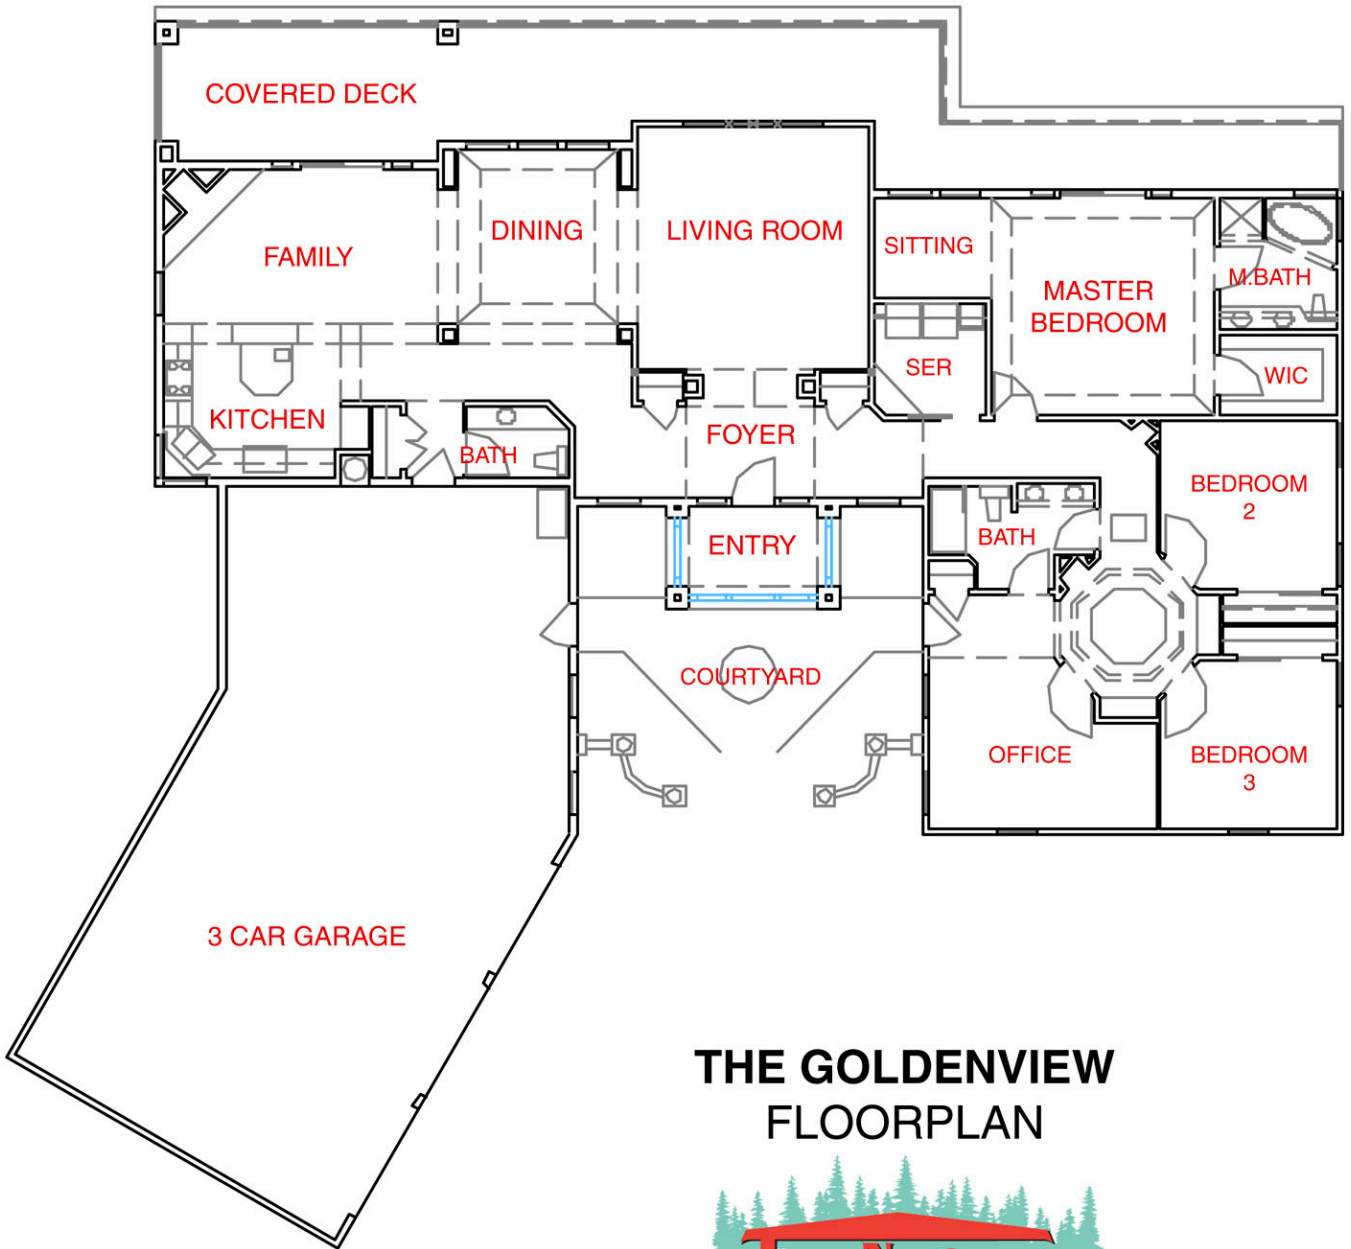 COVERED DECK
DINING
LIVING ROOM
FAMILY
SITTING
MASTER
BEDROOM
M.BATH
SER
WIC
KITCHEN
FOYER
BATH
BEDROOM
2
ENTRY
BATH
COURTYARD
OFFICE
BEDROOM
3
3 CAR GARAGE
THE GOLDENVIEW
FLOORPLAN